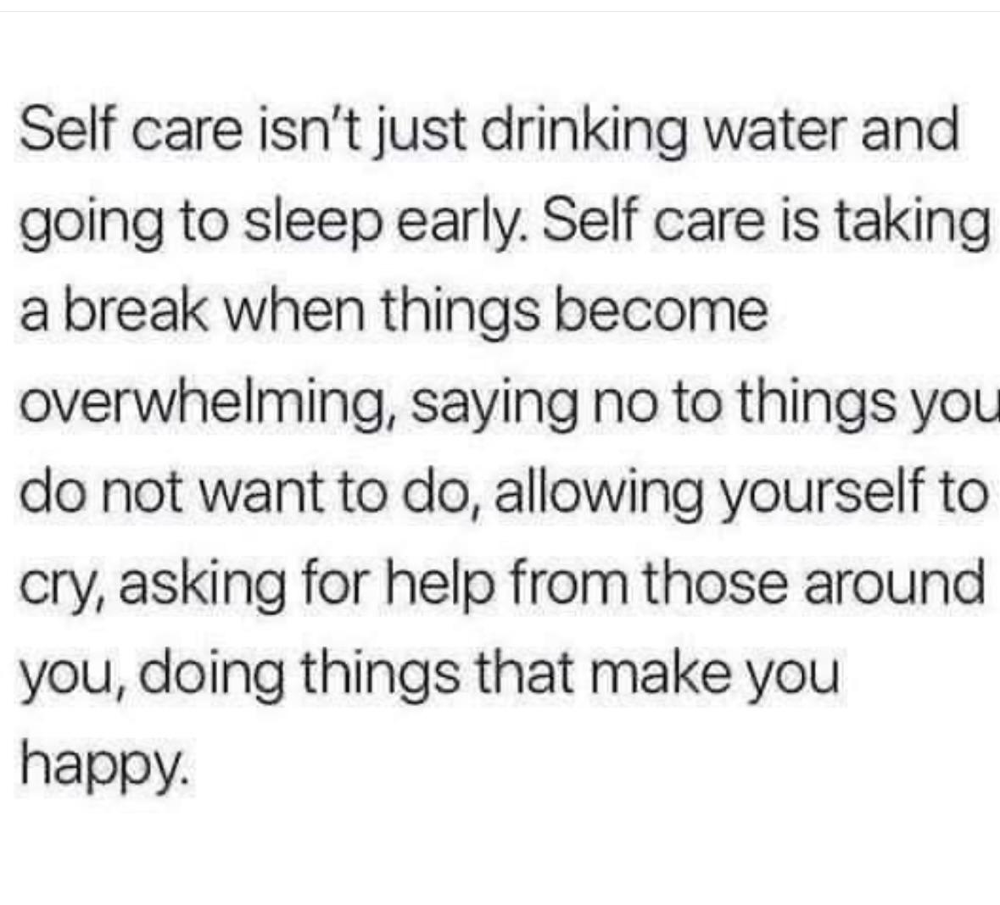 Self care isn't just drinking water and
going to sleep early. Self care is taking
a break when things become
overwhelming, saying no to things you
do not want to do, allowing yourself to
cry, asking for help from those around
you, doing things that make you
happy.